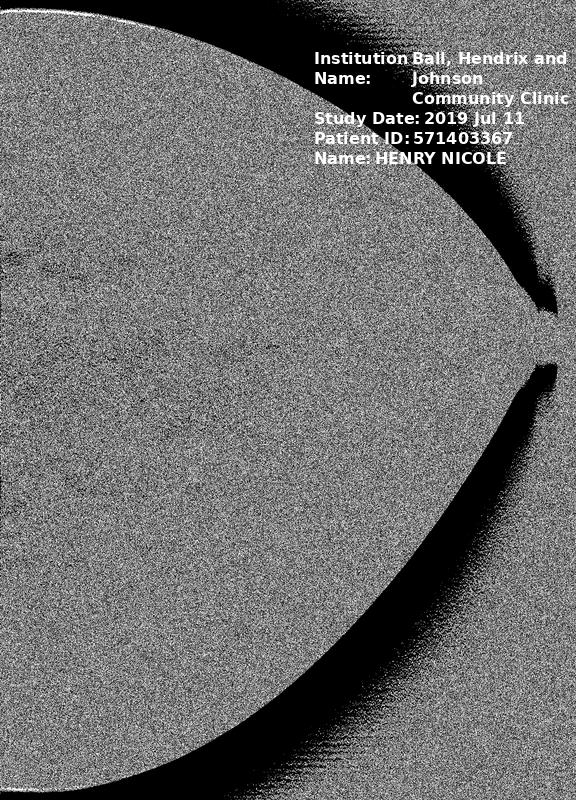 Institution Ball, Hendrix and
Name: Johnson
Community Clinic
Study Date: 2019 Jul 11
Patient ID: 571403367
Name: HENRY NICOLE